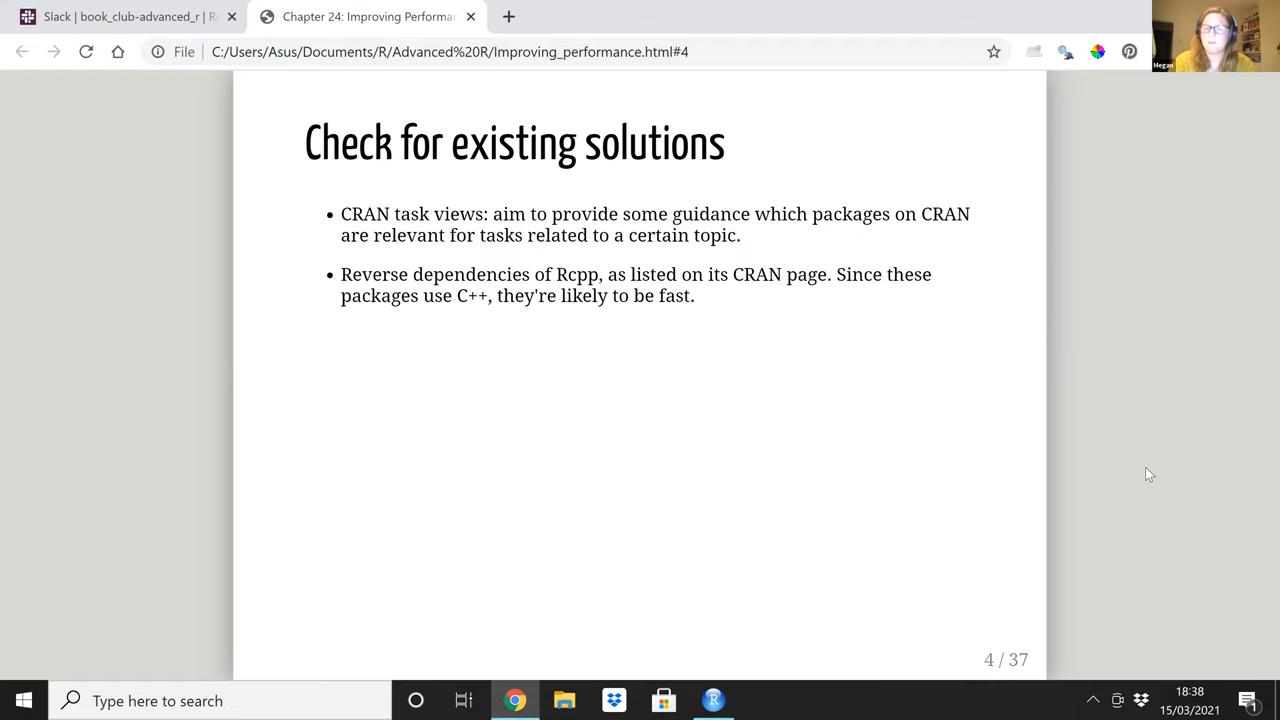 Slack | book_club-advanced_r | R
Chapter 24: Improving Performan
File
C:/Users/Asus/Documents/R/Advanced%20R/Improving_performance.html#4
Megan
Check for existing solutions
• CRAN task views: aim to provide some guidance which packages on CRAN
are relevant for tasks related to a certain topic.
• Reverse dependencies of Rcpp, as listed on its CRAN page. Since these
packages use C++, they're likely to be fast.
4 / 37
Type here to search
18:38
15/03/2021
1